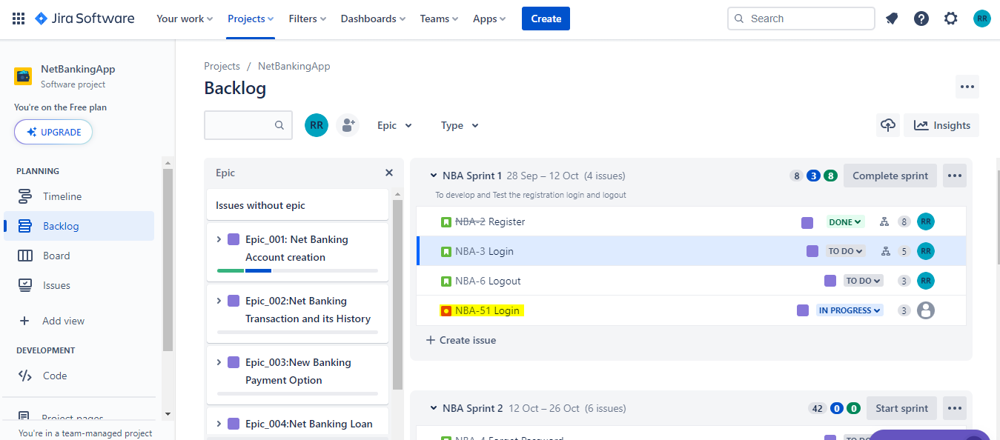 Jira Software
Your work
Projects
Filters
Dashboards
Teams
Apps
Create
Search
RR
NetBankingApp
Software project
You're on the Free plan
UPGRADE
PLANNING
Timeline
Backlog
Board
Issues
Add view
DEVELOPMENT
Code
Project pages
You're in a team-managed project
Projects / NetBankingApp
Backlog
RR
Epic
Type
Insights
Epic
Issues without epic
Epic_001: Net Banking
Account creation
Epic_002:Net Banking
Transaction and its History
Epic_003:New Banking
Payment Option
Epic_004:Net Banking Loan
NBA Sprint 1 28 Sep – 12 Oct (4 issues) 8 3 8 Complete sprint
To develop and Test the registration login and logout
NBA-2 Register DONE 8 RR
NBA-3 Login TO DO 5 RR
NBA-6 Logout TO DO 3 RR
NBA-51 Login IN PROGRESS 3
Create issue
NBA Sprint 2 12 Oct – 26 Oct (6 issues) 42 0 0 Start sprint
NBA-4 Forgot Password TO DO